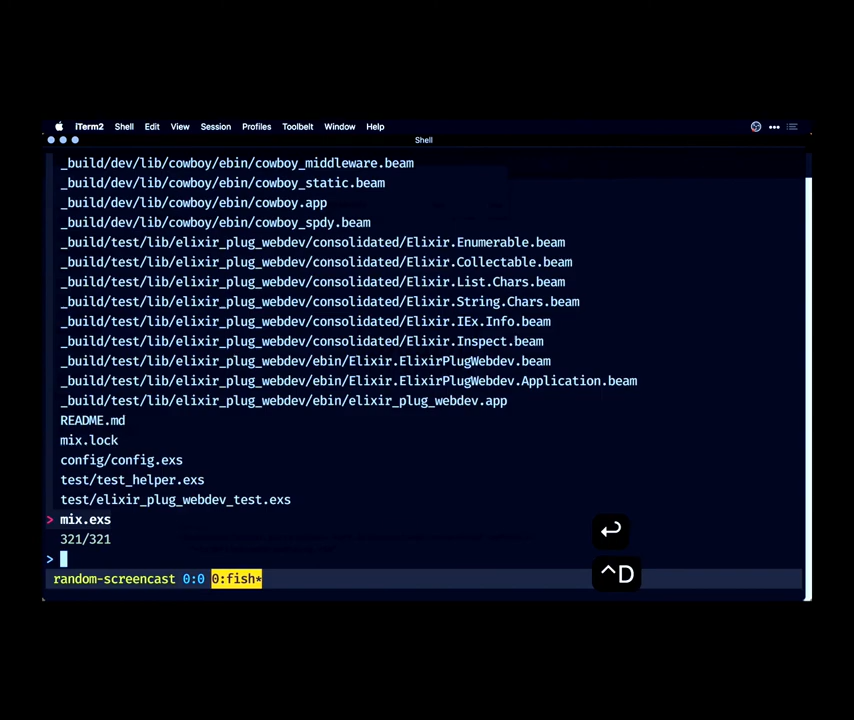 iTerm2 Shell Edit View Session Profiles Toolbelt Window Help
Shell
_build/dev/lib/cowboy/ebin/cowboy_middleware.beam
_build/dev/lib/cowboy/ebin/cowboy_static.beam
_build/dev/lib/cowboy/ebin/cowboy.app
_build/dev/lib/cowboy/ebin/cowboy_spdy.beam
_build/test/lib/elixir_plug_webdev/consolidated/Elixir.Enumerable.beam
_build/test/lib/elixir_plug_webdev/consolidated/Elixir.Collectable.beam
_build/test/lib/elixir_plug_webdev/consolidated/Elixir.List.Chars.beam
_build/test/lib/elixir_plug_webdev/consolidated/Elixir.String.Chars.beam
_build/test/lib/elixir_plug_webdev/consolidated/Elixir.IEx.Info.beam
_build/test/lib/elixir_plug_webdev/consolidated/Elixir.Inspect.beam
_build/test/lib/elixir_plug_webdev/ebin/Elixir.ElixirPlugWebdev.beam
_build/test/lib/elixir_plug_webdev/ebin/Elixir.ElixirPlugWebdev.Application.beam
_build/test/lib/elixir_plug_webdev/ebin/elixir_plug_webdev.app
README.md
mix.lock
config/config.exs
test/test_helper.exs
test/elixir_plug_webdev_test.exs
> mix.exs
321/321
>
random-screencast 0:0 0:fish*
↩
^D